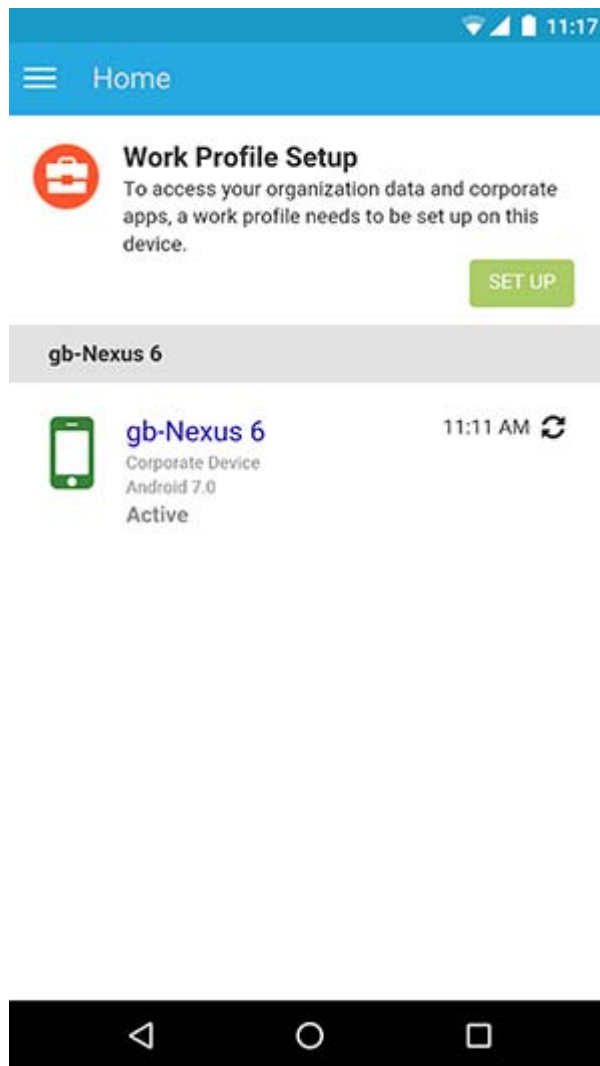 11:17
Home
Work Profile Setup
To access your organization data and corporate
apps, a work profile needs to be set up on this
device.
SET UP
gb-Nexus 6
gb-Nexus 6
11:11 AM
Corporate Device
Android 7.0
Active